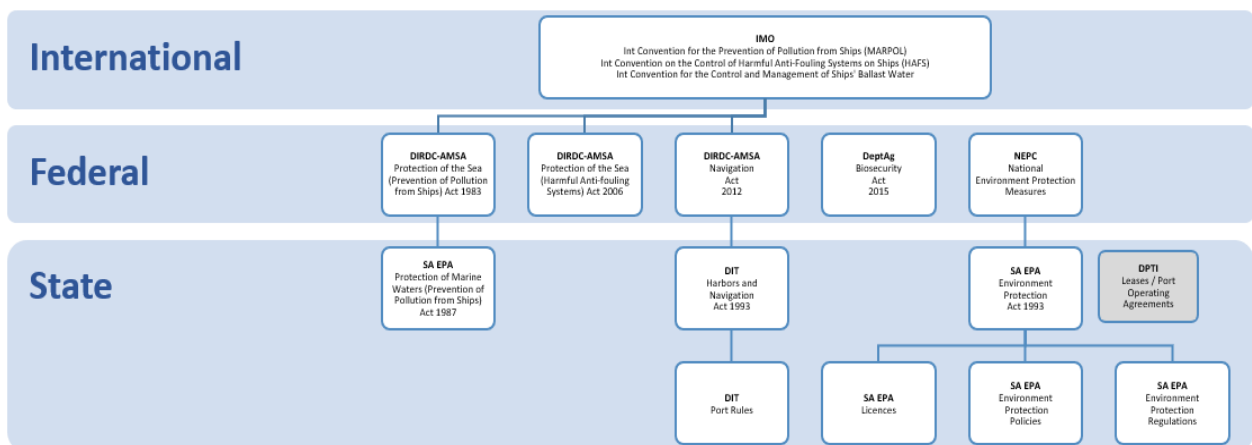 International
IMO
Int Convention for the Prevention of Pollution from Ships (MARPOL)
Int Convention on the Control of Harmful Anti-Fouling Systems on Ships (HAFS)
Int Convention for the Control and Management of Ships' Ballast Water
Federal
DIRDC-AMSA
Protection of the Sea
(Prevention of Pollution
from Ships) Act 1983
DIRDC-AMSA
Protection of the Sea
(Harmful Anti-fouling
Systems) Act 2006
DIRDC-AMSA
Navigation
Act
2012
DeptAg
Biosecurity
Act
2015
NEPC
National
Environment Protection
Measures
State
SA EPA
Protection of Marine
Waters (Prevention of
Pollution from Ships)
Act 1987
DIT
Harbors and
Navigation
Act 1993
SA EPA
Environment
Protection
Act 1993
DPTI
Leases / Port
Operating
Agreements
DIT
Port Rules
SA EPA
Licences
SA EPA
Environment
Protection
Policies
SA EPA
Environment
Protection
Regulations